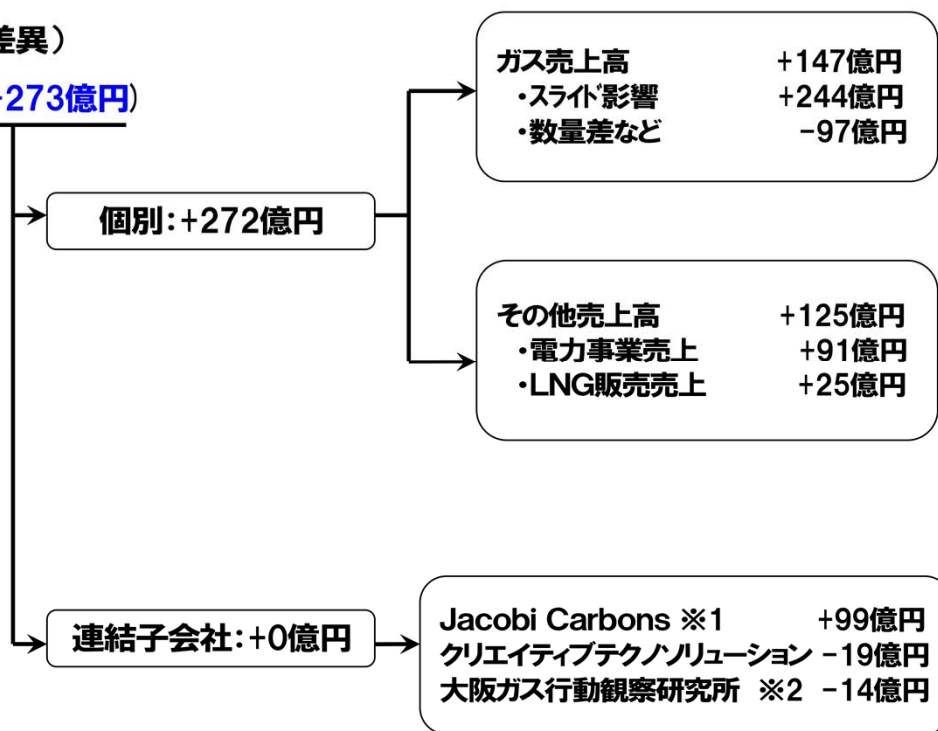 差異)
+273億円)
ガス売上高 +147億円
・スライド影響 +244億円
・数量差など -97億円
個別:+272億円
その他売上高 +125億円
・電力事業売上 +91億円
・LNG販売売上 +25億円
連結子会社:+0億円
Jacobi Carbons ※1 +99億円
クリエイティブテクノソリューション -19億円
大阪ガス行動観察研究所 ※2 -14億円